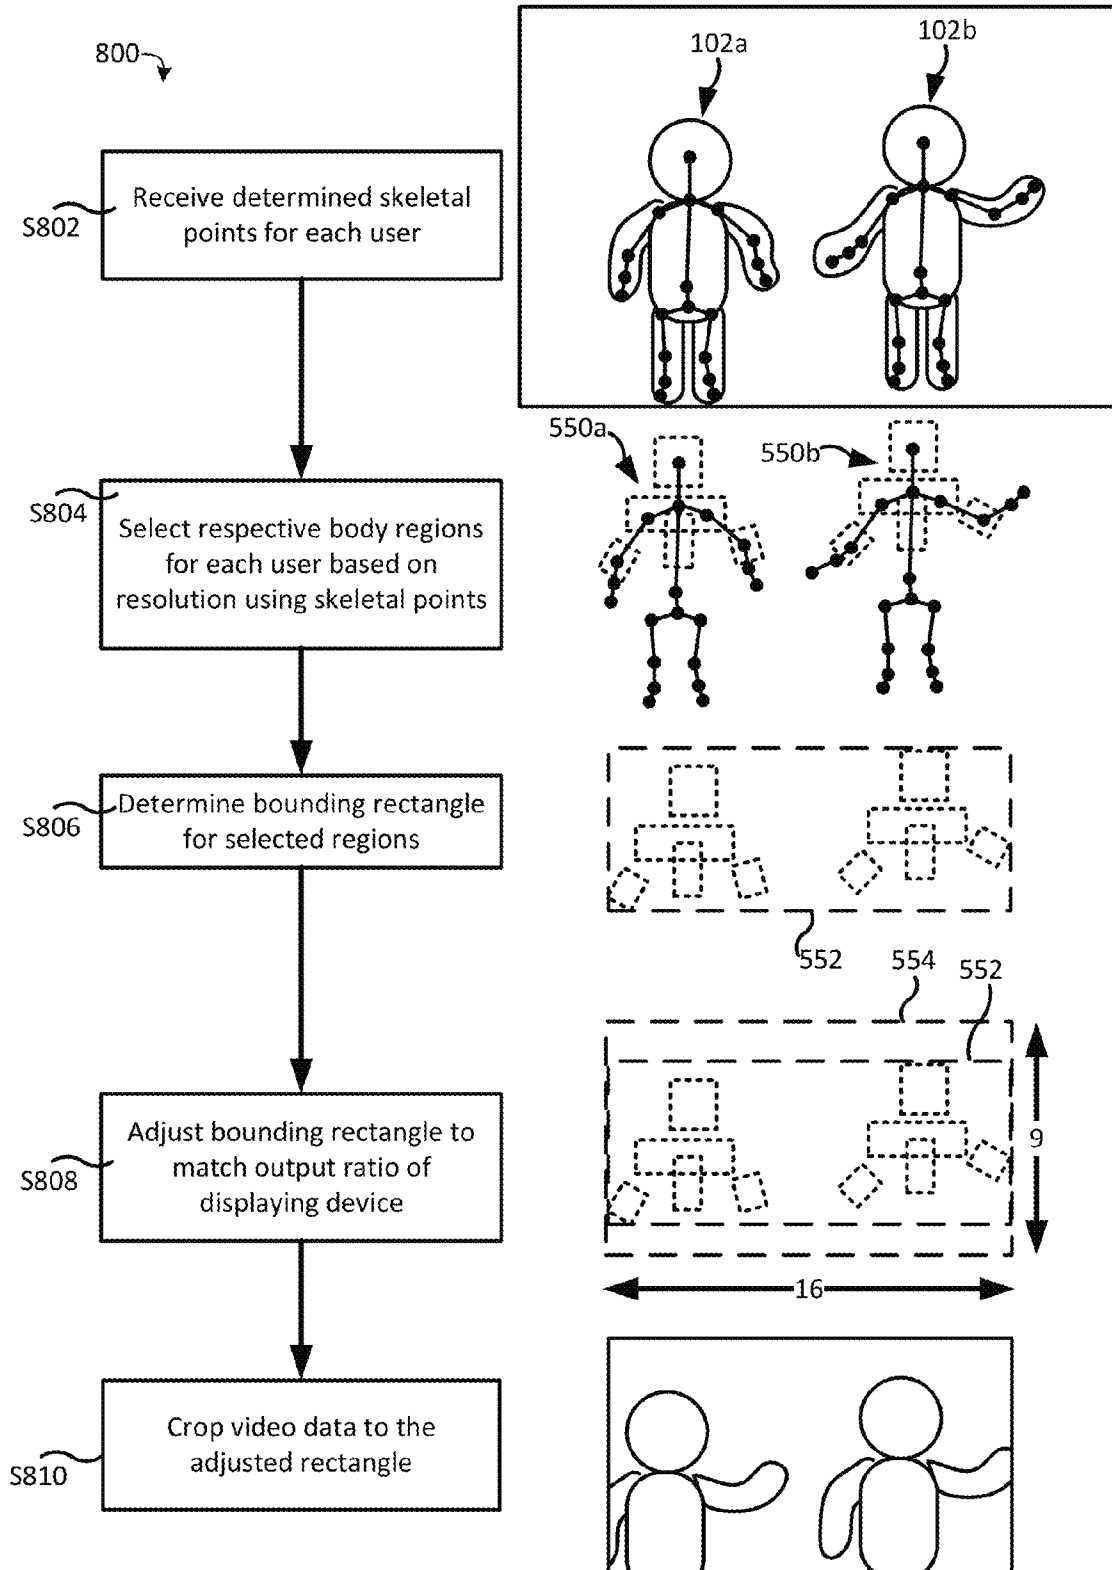 800
102a
102b
Receive determined skeletal
points for each user
S802
550a
550b
S804
Select respective body regions
for each user based on
resolution using skeletal points
Determine bounding rectangle
for selected regions
S806
552
554
552
Adjust bounding rectangle to
match output ratio of
displaying device
S808
9
16
Crop video data to the
adjusted rectangle
S810